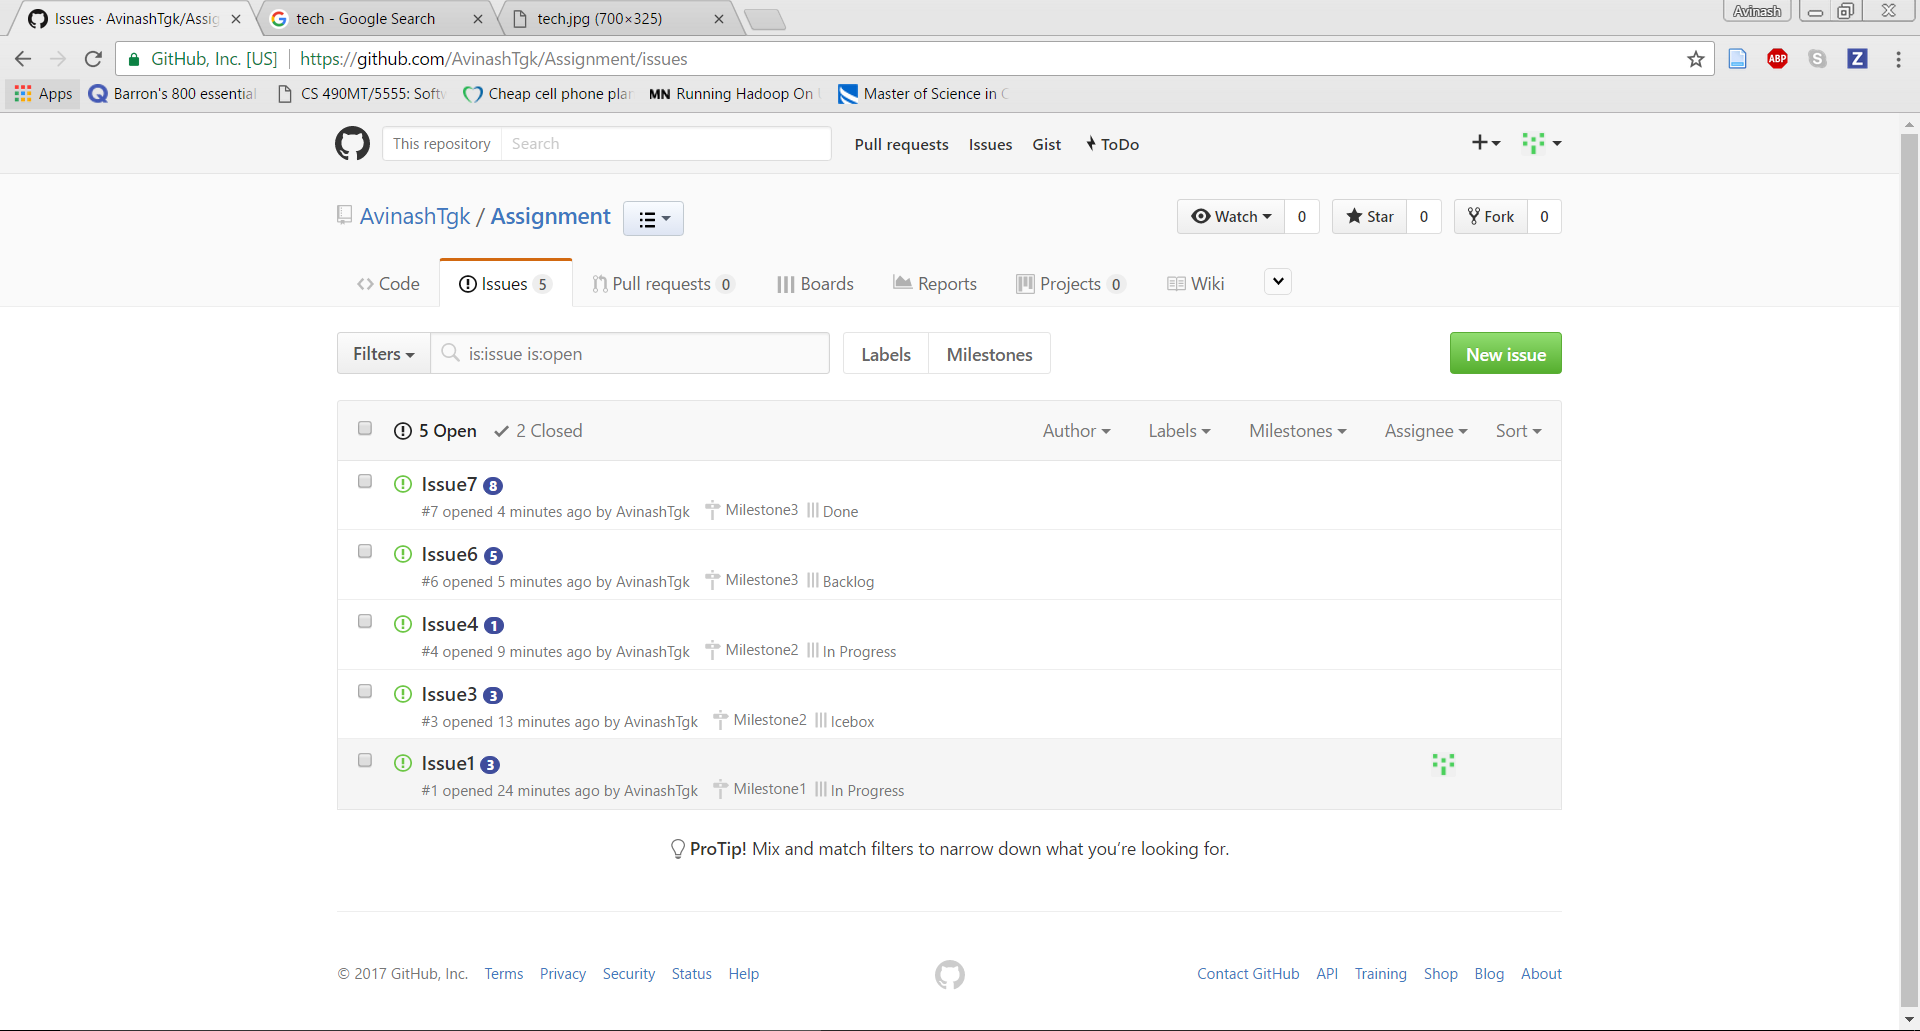 Issues · AvinashTgk/Assig
tech - Google Search
tech.jpg (700×325)
Avinash
GitHub, Inc. [US]
https://github.com/AvinashTgk/Assignment/issues
ABP
S
Z
Apps
Barron's 800 essential
CS 490MT/5555: Softw
Cheap cell phone plan
MN Running Hadoop On
Master of Science in
This repository
Search
Pull requests
Issues
Gist
ToDo
AvinashTgk / Assignment
Watch 0
Star 0
Fork 0
Code
Issues 5
Pull requests 0
Boards
Reports
Projects 0
Wiki
Filters
is:issue is:open
Labels
Milestones
New issue
5 Open
2 Closed
Author
Labels
Milestones
Assignee
Sort
Issue7 8
#7 opened 4 minutes ago by AvinashTgk Milestone3 Done
Issue6 5
#6 opened 5 minutes ago by AvinashTgk Milestone3 Backlog
Issue4 1
#4 opened 9 minutes ago by AvinashTgk Milestone2 In Progress
Issue3 3
#3 opened 13 minutes ago by AvinashTgk Milestone2 Icebox
Issue1 3
#1 opened 24 minutes ago by AvinashTgk Milestone1 In Progress
ProTip! Mix and match filters to narrow down what you’re looking for.
© 2017 GitHub, Inc.
Terms
Privacy
Security
Status
Help
Contact GitHub
API
Training
Shop
Blog
About